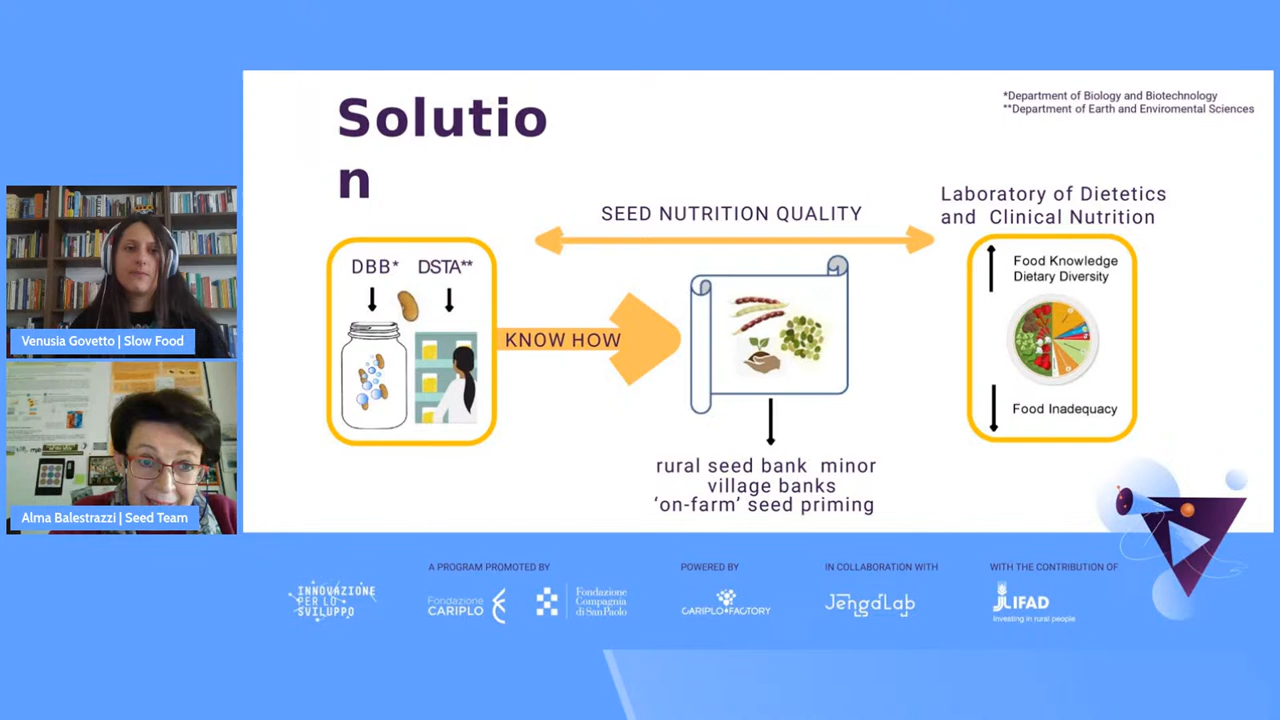 Solutio
n
*Department of Biology and Biotechnology
**Department of Earth and Enviromental Sciences
SEED NUTRITION QUALITY
Laboratory of Dietetics
and Clinical Nutrition
DBB* DSTA**
KNOW HOW
Food Knowledge
Dietary Diversity
Food Inadequacy
rural seed bank minor
village banks
‘on-farm’ seed priming
Venusia Govetto | Slow Food
Alma Balestrazzi | Seed Team
A PROGRAM PROMOTED BY
POWERED BY
IN COLLABORATION WITH
WITH THE CONTRIBUTION OF
INNOVAZIONE
PER LO
SVILUPPO
Fondazione
CARIPLO
Fondazione
Compagnia
di San Paolo
CARIPLO FACTORY
JengaLab
JLIFAD
Investing in rural people